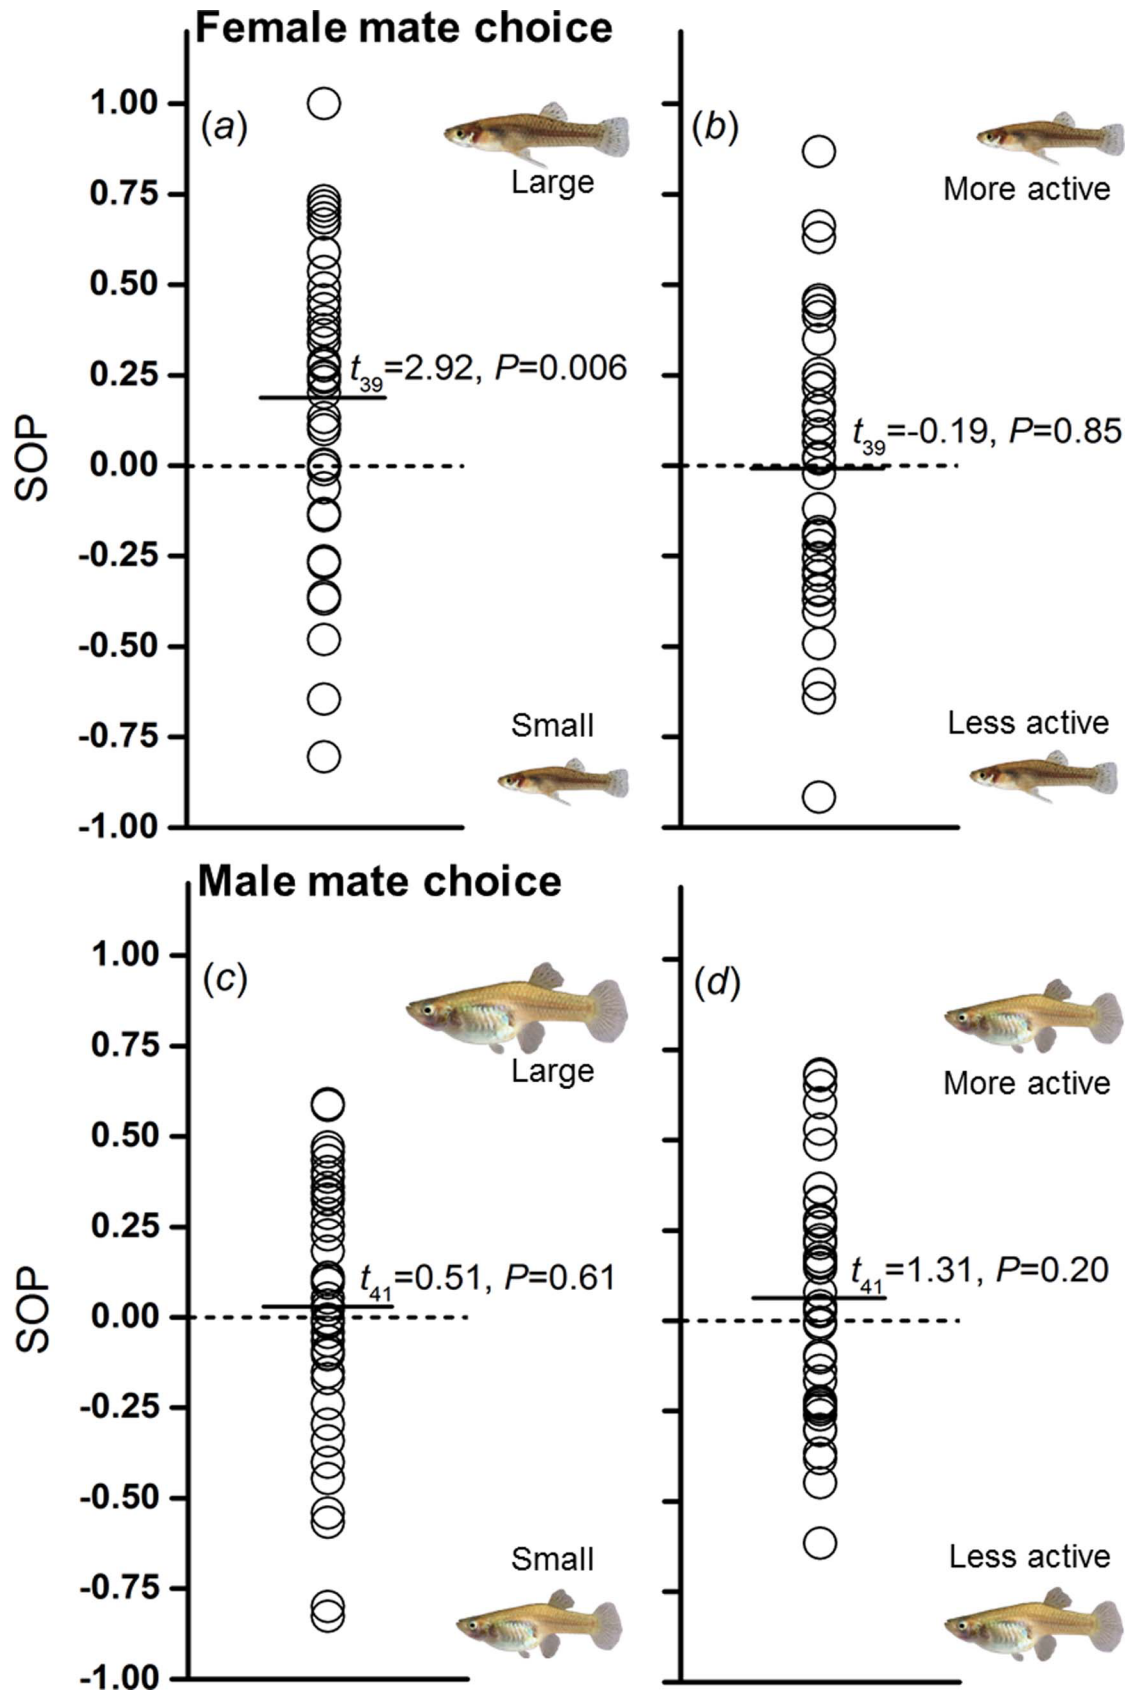 Female mate choice
1.00
(a)
(b)
Large
More active
0.75
0.50
0.25
t39=2.92, P=0.006
t39=-0.19, P=0.85
SOP
0.00
-0.25
-0.50
-0.75
Small
Less active
-1.00
Male mate choice
1.00
(c)
(d)
0.75
Large
More active
0.50
0.25
t41=0.51, P=0.61
t41=1.31, P=0.20
SOP
0.00
-0.25
-0.50
Small
Less active
-0.75
-1.00